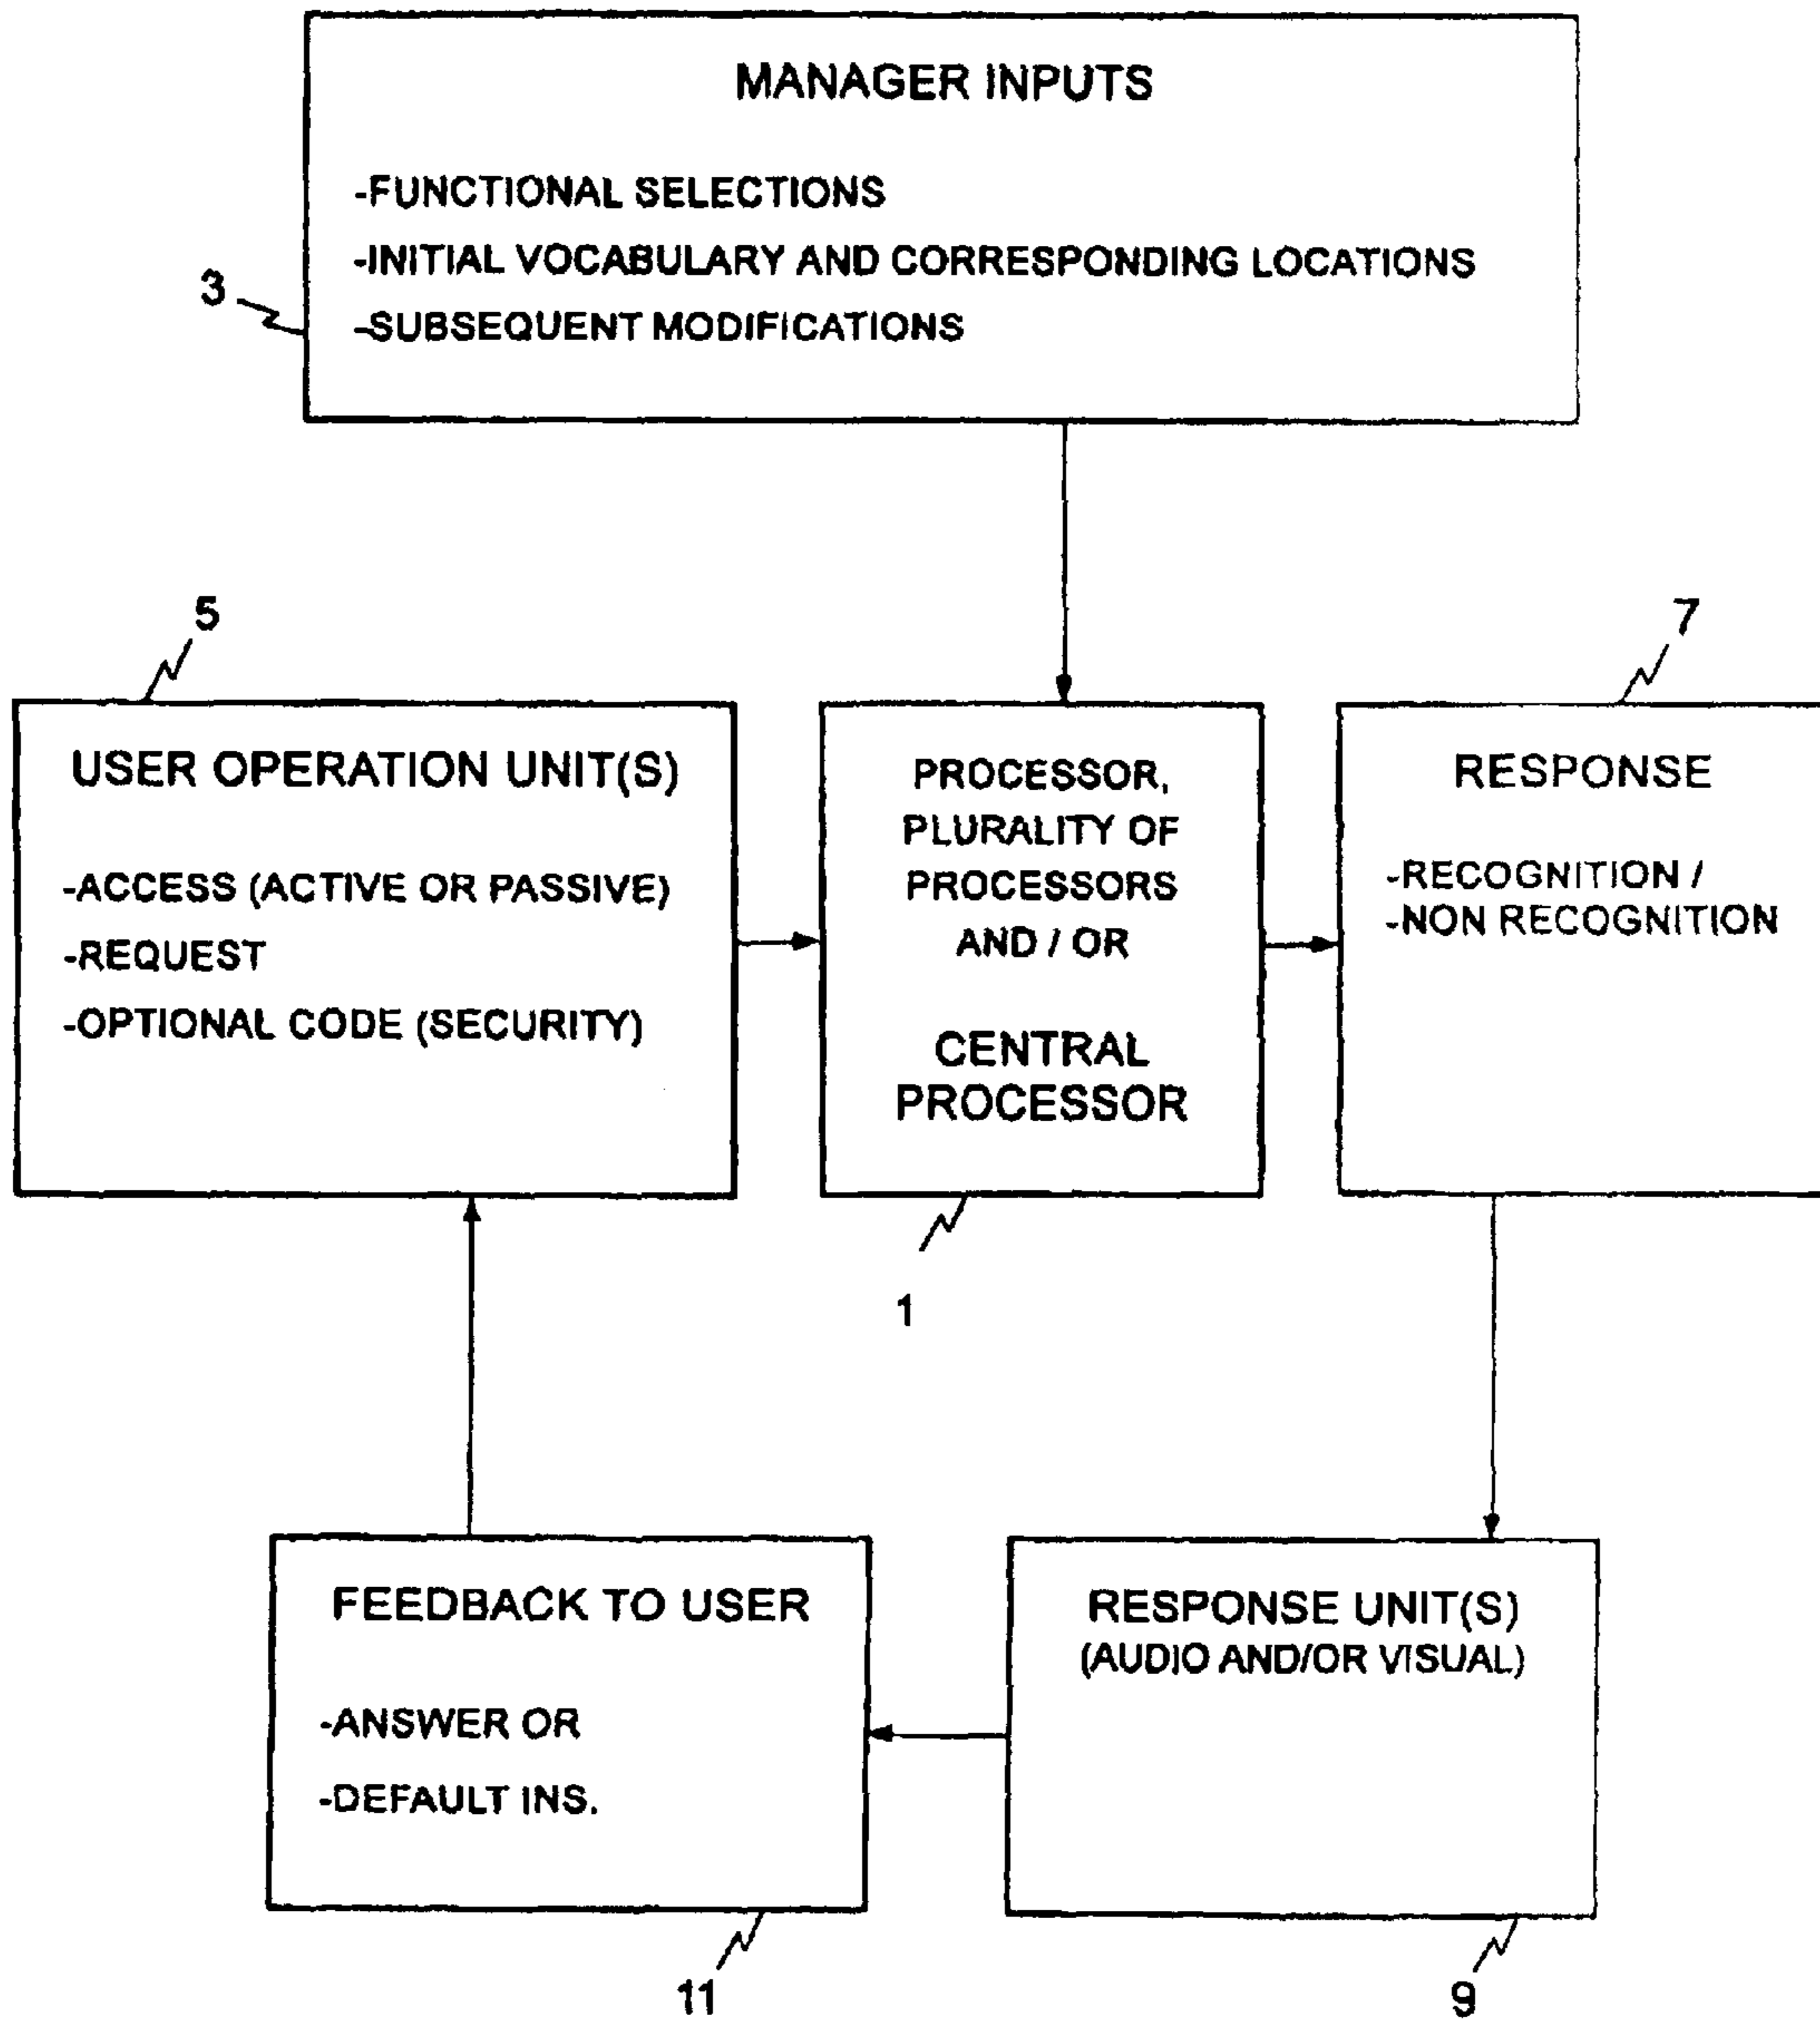 MANAGER INPUTS
-FUNCTIONAL SELECTIONS
-INITIAL VOCABULARY AND CORRESPONDING LOCATIONS
-SUBSEQUENT MODIFICATIONS
3
5
USER OPERATION UNIT(S)
-ACCESS (ACTIVE OR PASSIVE)
-REQUEST
-OPTIONAL CODE (SECURITY)
PROCESSOR,
PLURALITY OF
PROCESSORS
AND / OR
CENTRAL
PROCESSOR
1
7
RESPONSE
-RECOGNITION /
-NON RECOGNITION
FEEDBACK TO USER
-ANSWER OR
-DEFAULT INS.
11
RESPONSE UNIT(S)
(AUDIO AND/OR VISUAL)
9